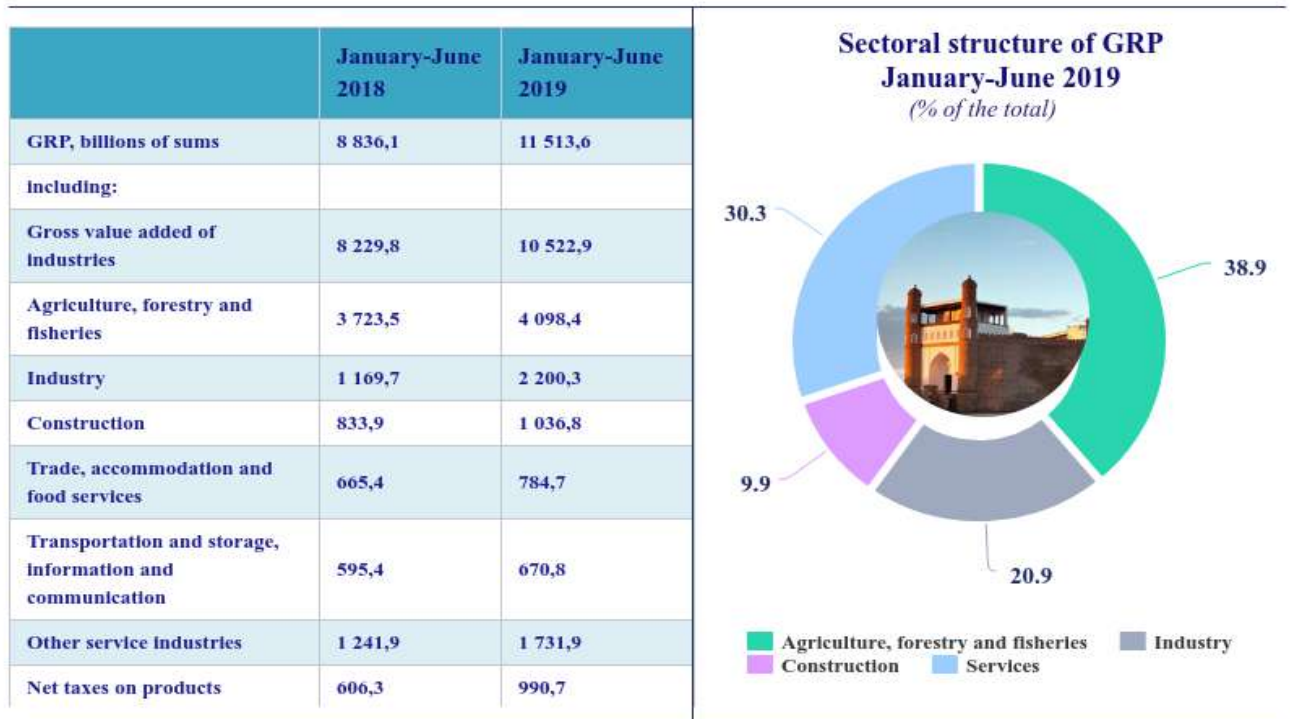 January-June 2018 January-June 2019
GRP, billions of sums 8 836,1 11 513,6
including:
Gross value added of industries 8 229,8 10 522,9
Agriculture, forestry and fisheries 3 723,5 4 098,4
Industry 1 169,7 2 200,3
Construction 833,9 1 036,8
Trade, accommodation and food services 665,4 784,7
Transportation and storage, information and communication 595,4 670,8
Other service industries 1 241,9 1 731,9
Net taxes on products 606,3 990,7
Sectoral structure of GRP
January-June 2019
(% of the total)
30.3
38.9
9.9
20.9
Agriculture, forestry and fisheries Industry
Construction Services